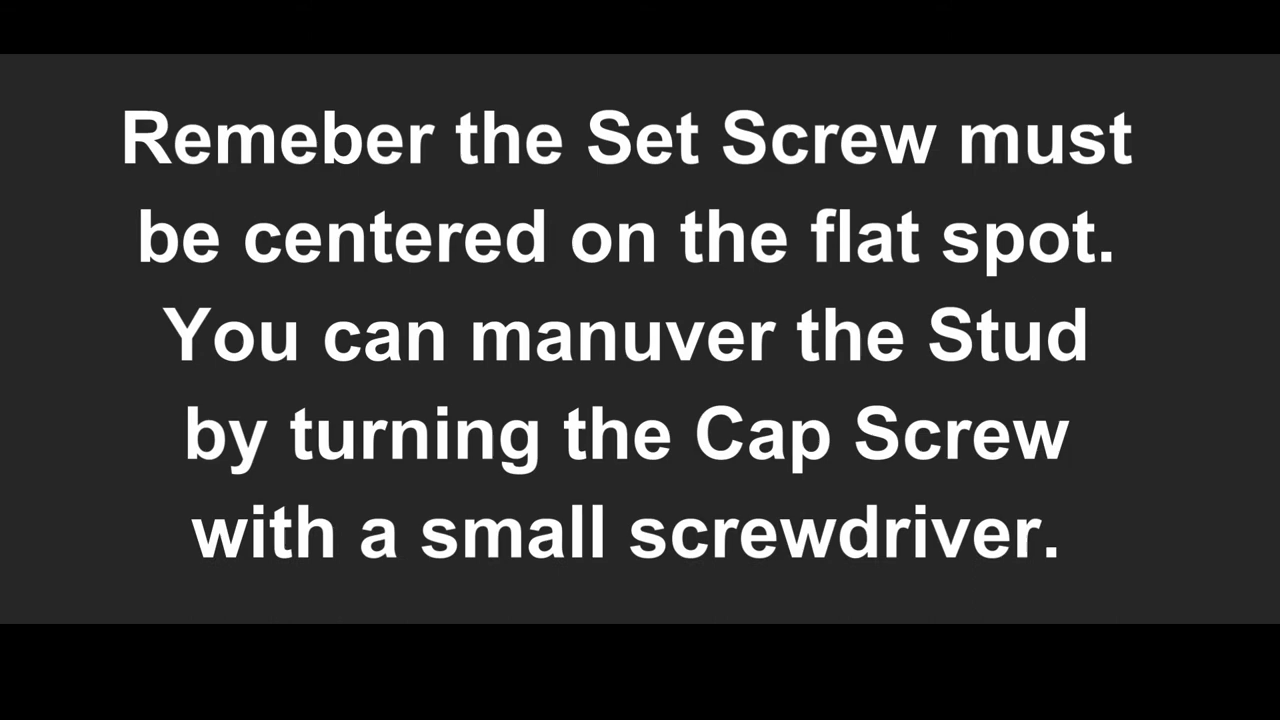 Remeber the Set Screw must
be centered on the flat spot.
You can manuver the Stud
by turning the Cap Screw
with a small screwdriver.